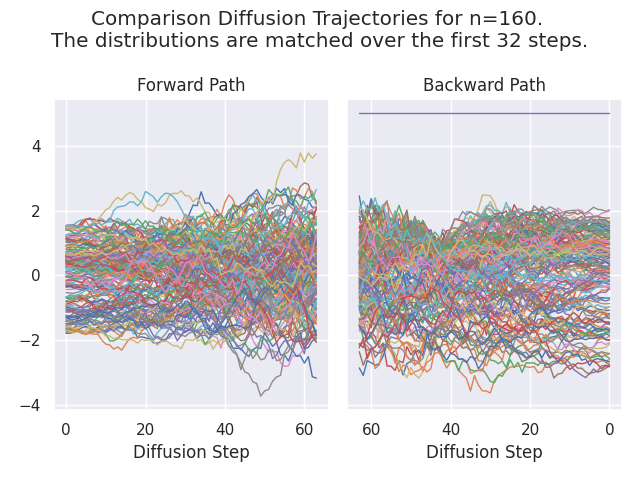 Comparison Diffusion Trajectories for n=160.
The distributions are matched over the first 32 steps.
Forward Path
Backward Path
4
2
0
−2
−4
0 20 40 60
60 40 20 0
Diffusion Step
Diffusion Step